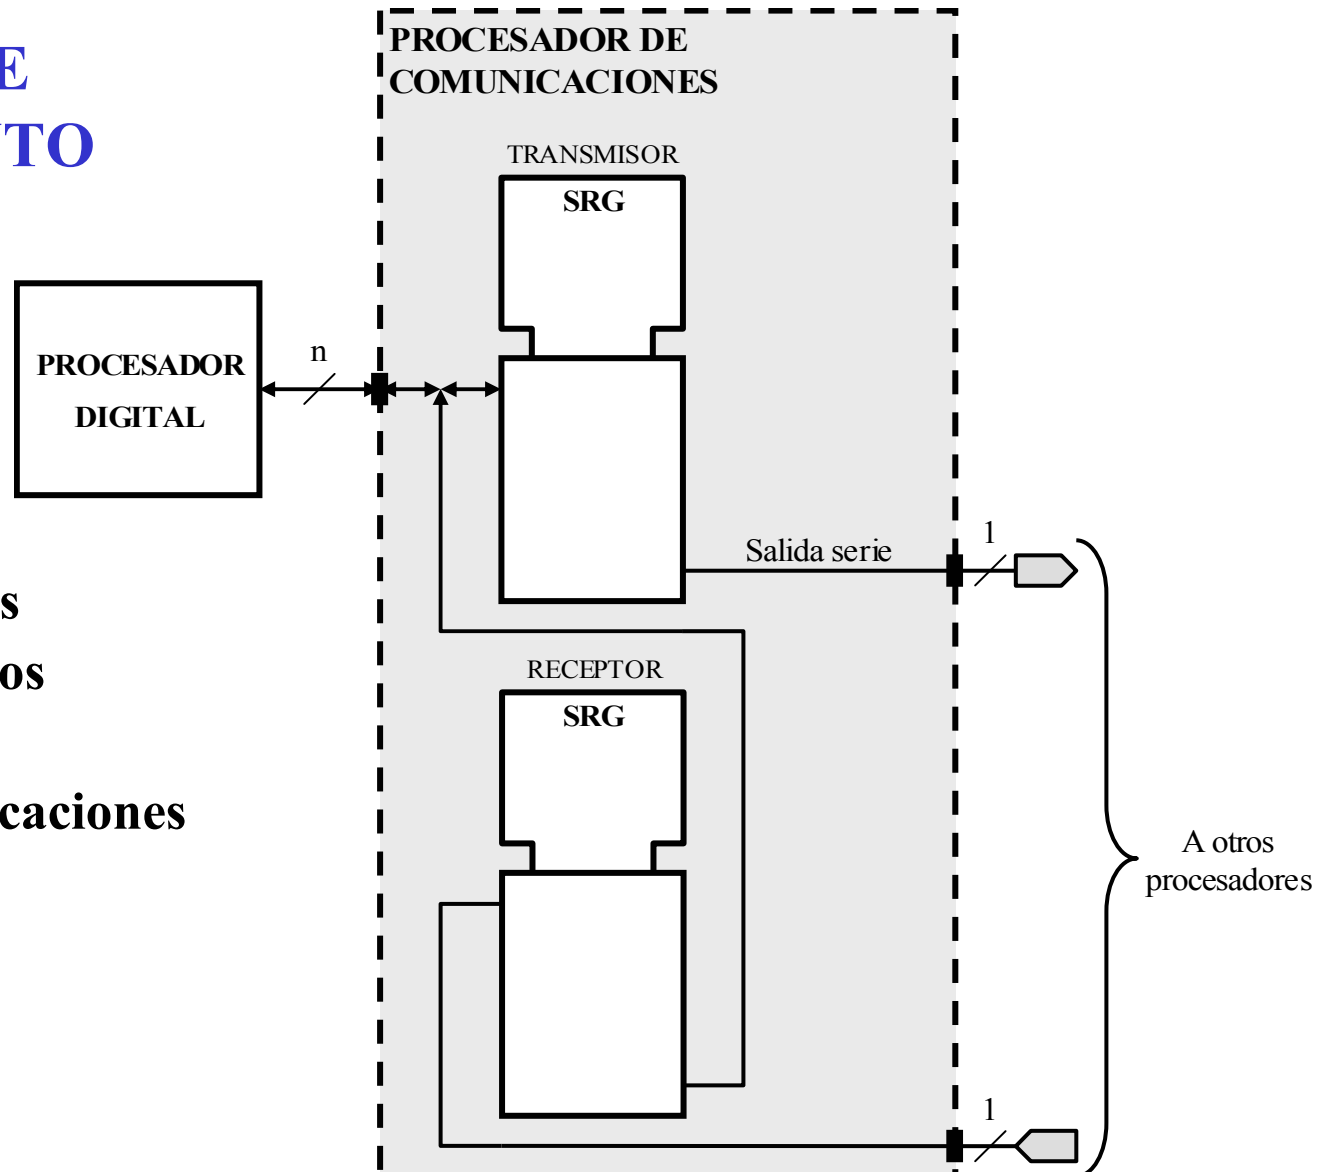 E
TO
PROCESADOR DE
COMUNICACIONES
TRANSMISOR
SRG
PROCESADOR
DIGITAL
n
Salida serie
1
s
os
RECEPTOR
SRG
caciones
A otros
procesadores
1